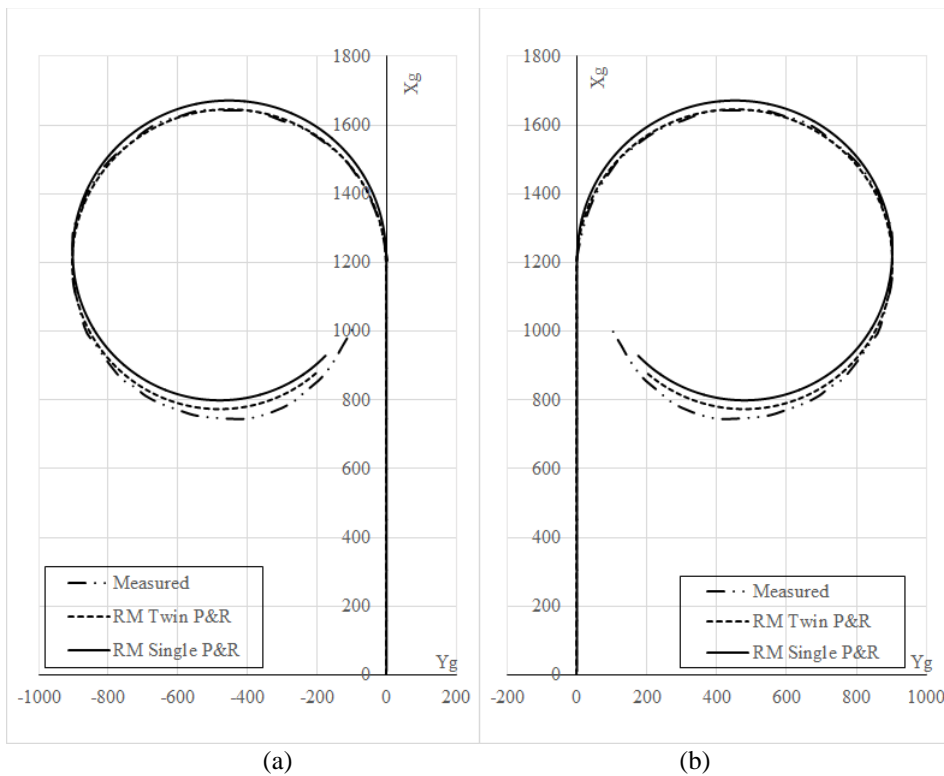 1800
1600
1400
1200
1000
800
600
400
200
0
-1000 -800 -600 -400 -200 0 200
Xg
Yg
Measured
RM Twin P&R
RM Single P&R
(a)
1800
1600
1400
1200
1000
800
600
400
200
0
-200 0 200 400 600 800 1000
Xg
Yg
Measured
RM Twin P&R
RM Single P&R
(b)